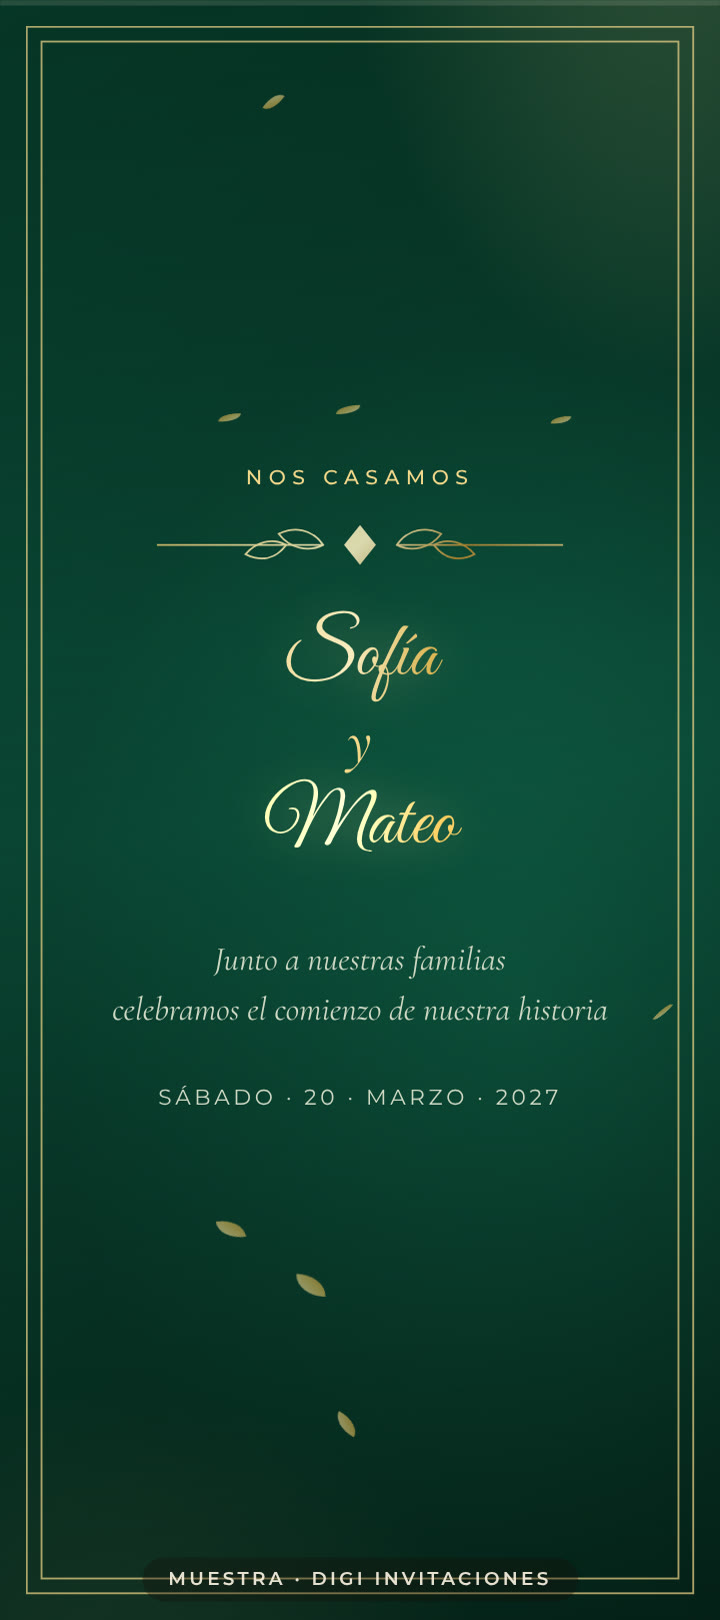 NOS CASAMOS
Sofía
y
Mateo
Junto a nuestras familias
celebramos el comienzo de nuestra historia
SÁBADO · 20 · MARZO · 2027
MUESTRA · DIGI INVITACIONES